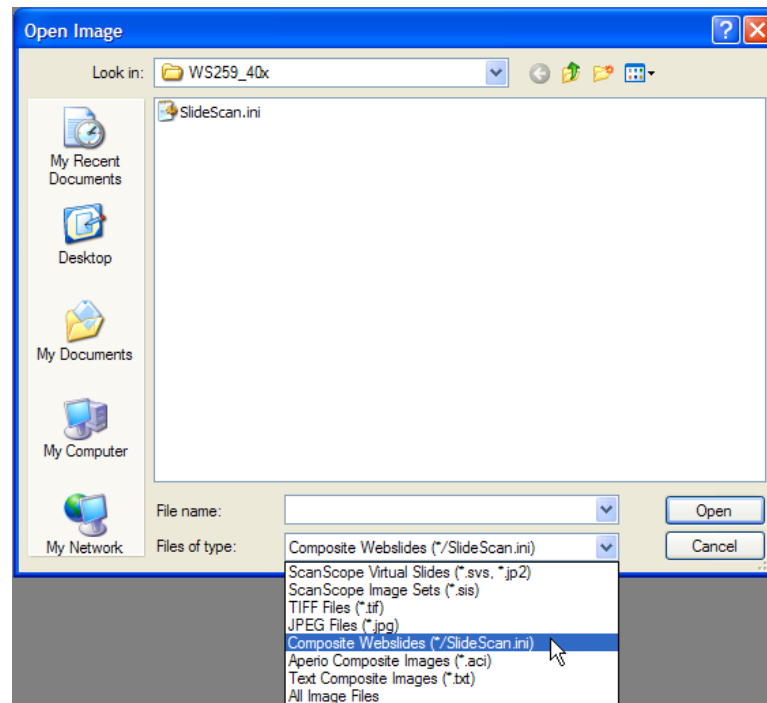 Open Image
Look in:
WS259_40x
SlideScan.ini
My Recent
Documents
Desktop
My Documents
My Computer
My Network
File name:
Open
Files of type:
Composite Webslides (*/SlideScan.ini)
Cancel
ScanScope Virtual Slides (*.svs, *.jp2)
ScanScope Image Sets (*.sis)
TIFF Files (*.tif)
JPEG Files (*.jpg)
Composite Webslides (*/SlideScan.ini)
Aperio Composite Images (*.aci)
Text Composite Images (*.txt)
All Image Files